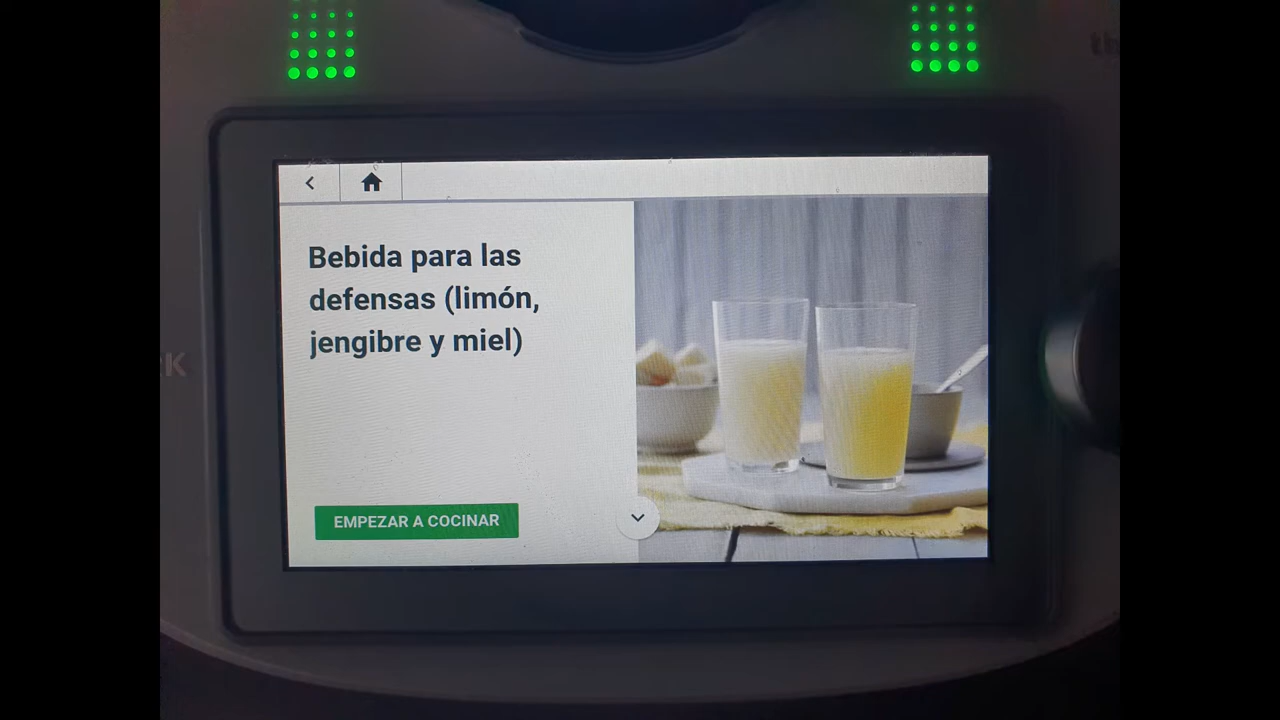 Bebida para las
defensas (limón,
jengibre y miel)
EMPEZAR A COCINAR